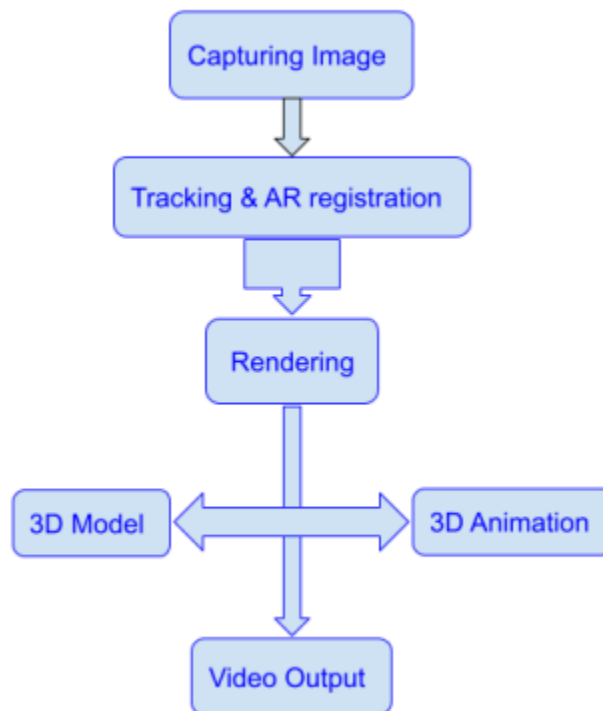 Capturing Image
Tracking & AR registration
Rendering
3D Model
3D Animation
Video Output